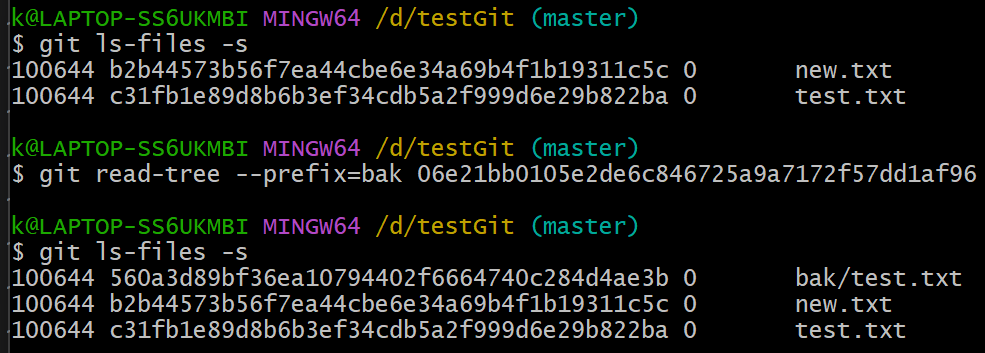 k@LAPTOP-SS6UKMBI MINGW64 /d/testGit (master)
$ git ls-files -s
100644 b2b44573b56f7ea44cbe6e34a69b4f1b19311c5c 0 new.txt
100644 c31fb1e89d8b6b3ef34cdb5a2f999d6e29b822ba 0 test.txt
k@LAPTOP-SS6UKMBI MINGW64 /d/testGit (master)
$ git read-tree --prefix=bak 06e21bb0105e2de6c846725a9a7172f57dd1af96
k@LAPTOP-SS6UKMBI MINGW64 /d/testGit (master)
$ git ls-files -s
100644 560a3d89bf36ea10794402f6664740c284d4ae3b 0 bak/test.txt
100644 b2b44573b56f7ea44cbe6e34a69b4f1b19311c5c 0 new.txt
100644 c31fb1e89d8b6b3ef34cdb5a2f999d6e29b822ba 0 test.txt